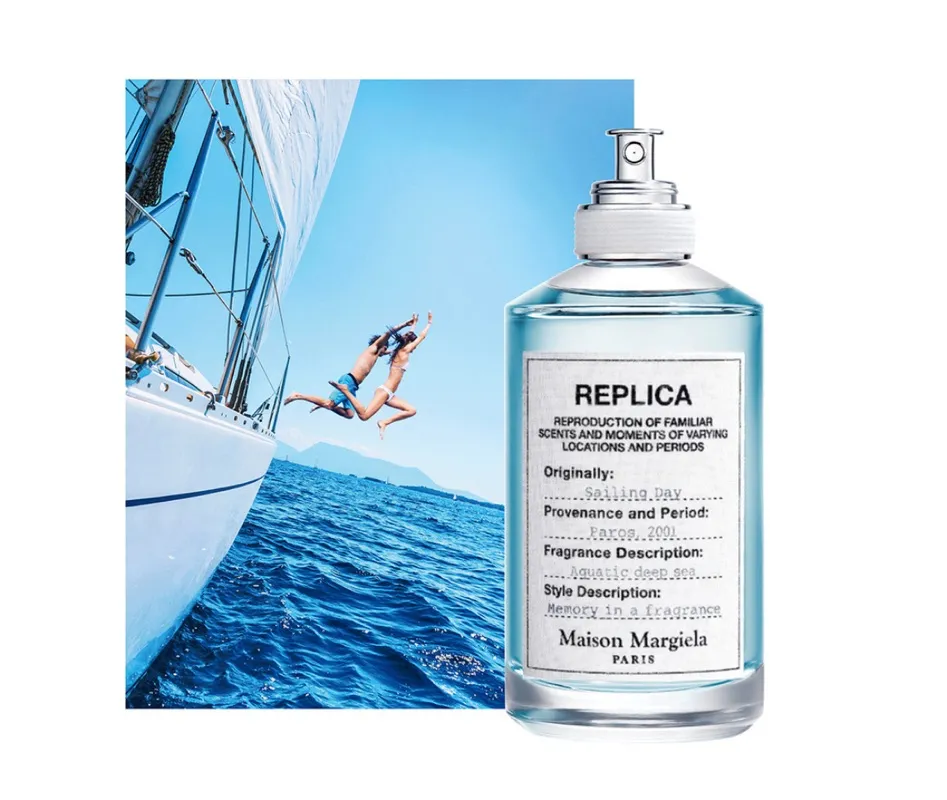 REPLICA
REPRODUCTION OF FAMILIAR
SCENTS AND MOMENTS OF VARYING
LOCATIONS AND PERIODS
Originally:
Sailing Day
Provenance and Period:
Paros, 2001
Fragrance Description:
Aquatic deep sea
Style Description:
Memory in a fragrance
Maison Margiela
PARIS